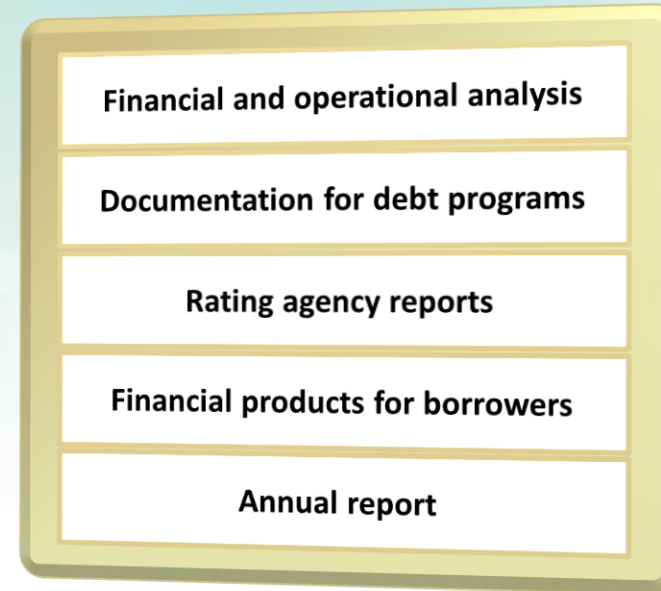 Financial and operational analysis
Documentation for debt programs
Rating agency reports
Financial products for borrowers
Annual report